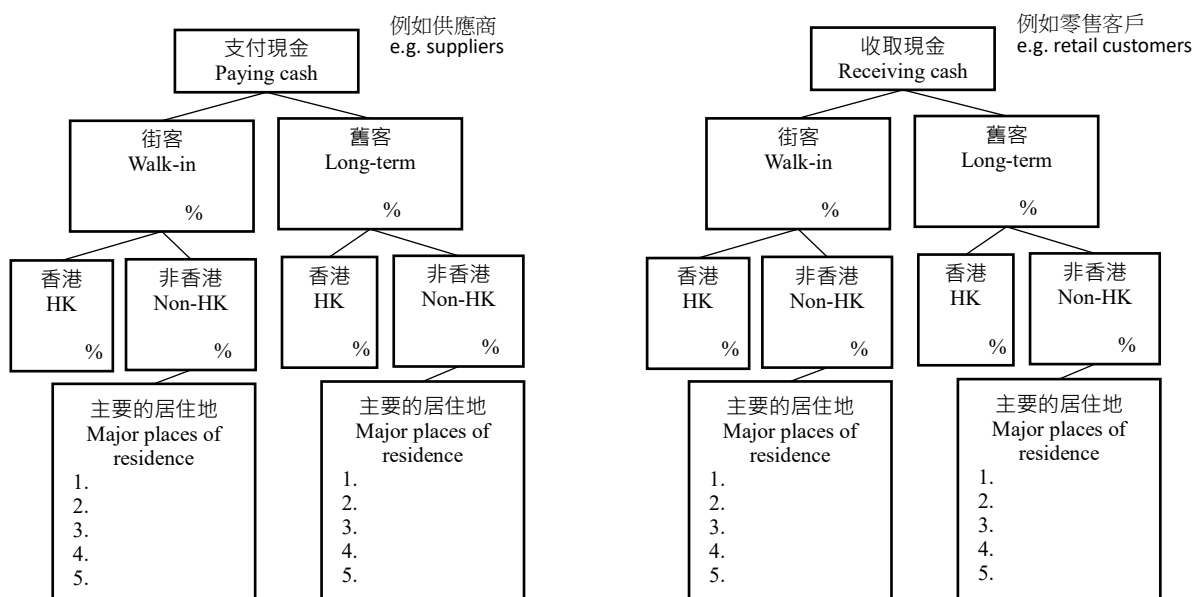 支付現金
Paying cash
例如供應商
e.g. suppliers
街客
Walk-in
%
舊客
Long-term
%
香港
HK
%
非香港
Non-HK
%
香港
HK
%
非香港
Non-HK
%
主要的居住地
Major places of
residence
1.
2.
3.
4.
5.
主要的居住地
Major places of
residence
1.
2.
3.
4.
5.
收取現金
Receiving cash
例如零售客戶
e.g. retail customers
街客
Walk-in
%
舊客
Long-term
%
香港
HK
%
非香港
Non-HK
%
香港
HK
%
非香港
Non-HK
%
主要的居住地
Major places of
residence
1.
2.
3.
4.
5.
主要的居住地
Major places of
residence
1.
2.
3.
4.
5.